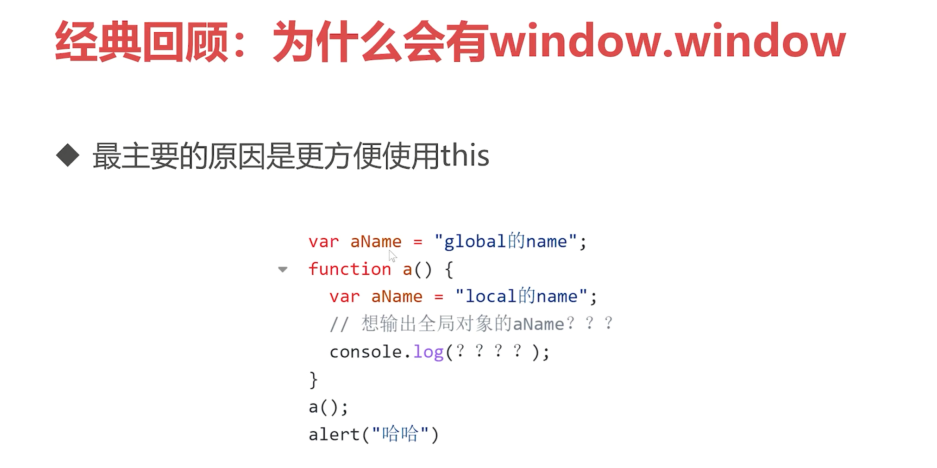 经典回顾：为什么会有window.window
◆ 最主要的原因是更方便使用this
var aName = "global的name";
function a() {
var aName = "local的name";
// 想输出全局对象的aName？？？
console.log(？？？？);
}
a();
alert("哈哈")